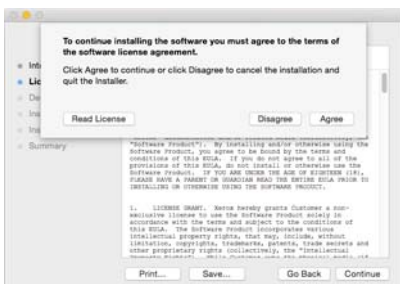 To continue installing the software you must agree to the terms of
the software license agreement.
Click Agree to continue or click Disagree to cancel the installation and
quit the Installer.
Read License
Disagree
Agree
Int
Lic
De
Ins
Ins
Summary
"Software Product"). By installing and/or otherwise using the
Software Product, you agree to be bound by the terms and
conditions of this EULA. If you do not agree to all of the
provisions of this EULA, do not install or otherwise use the
Software Product. IF YOU ARE UNDER THE AGE OF EIGHTEEN (18),
PLEASE HAVE A PARENT OR GUARDIAN READ THE ENTIRE EULA PRIOR TO
INSTALLING OR OTHERWISE USING THE SOFTWARE PRODUCT.
1. LICENSE GRANT. Xerox hereby grants Customer a non-
exclusive license to use the Software Product solely in
accordance with the terms and subject to the conditions of
this EULA. The Software Product incorporates various
intellectual property rights, that may, include, without
limitation, copyrights, trademarks, patents, trade secrets and
other proprietary rights (collectively, the "Intellectual
Print...
Save...
Go Back
Continue